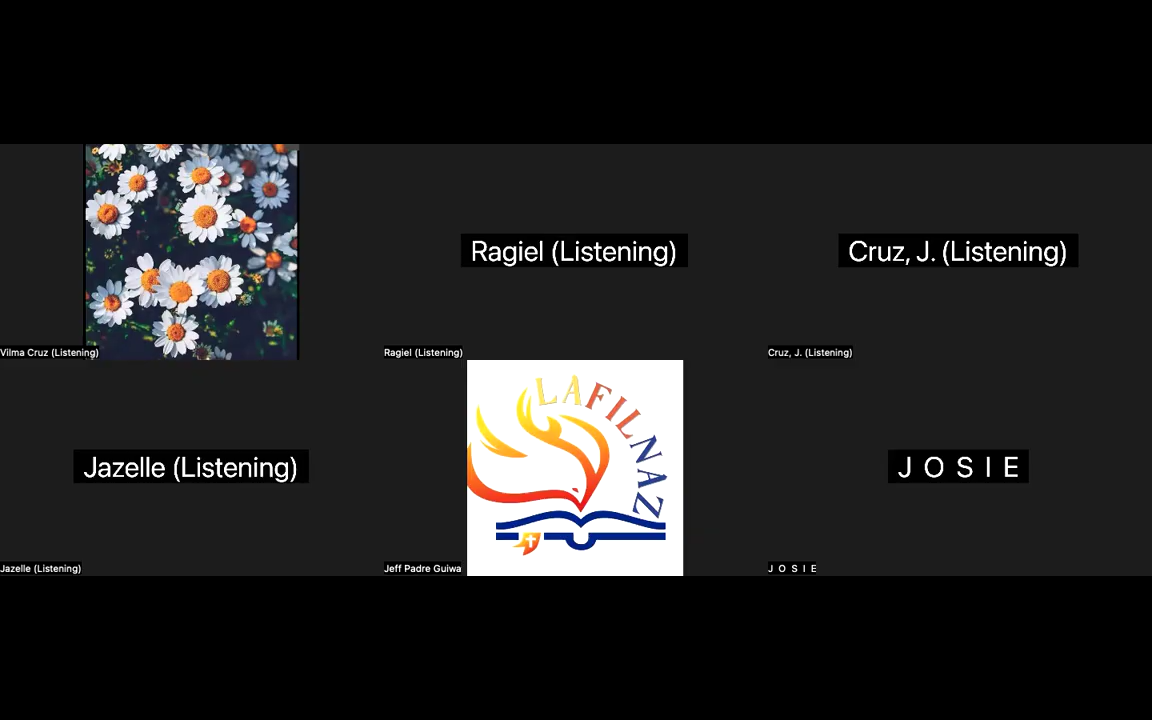 Ragiel (Listening)
Cruz, J. (Listening)
Vilma Cruz (Listening)
Ragiel (Listening)
Cruz, J. (Listening)
LAFILNAZ
Jazelle (Listening)
J O S I E
Jazelle (Listening)
Jeff Padre Guiwa
J O S I E